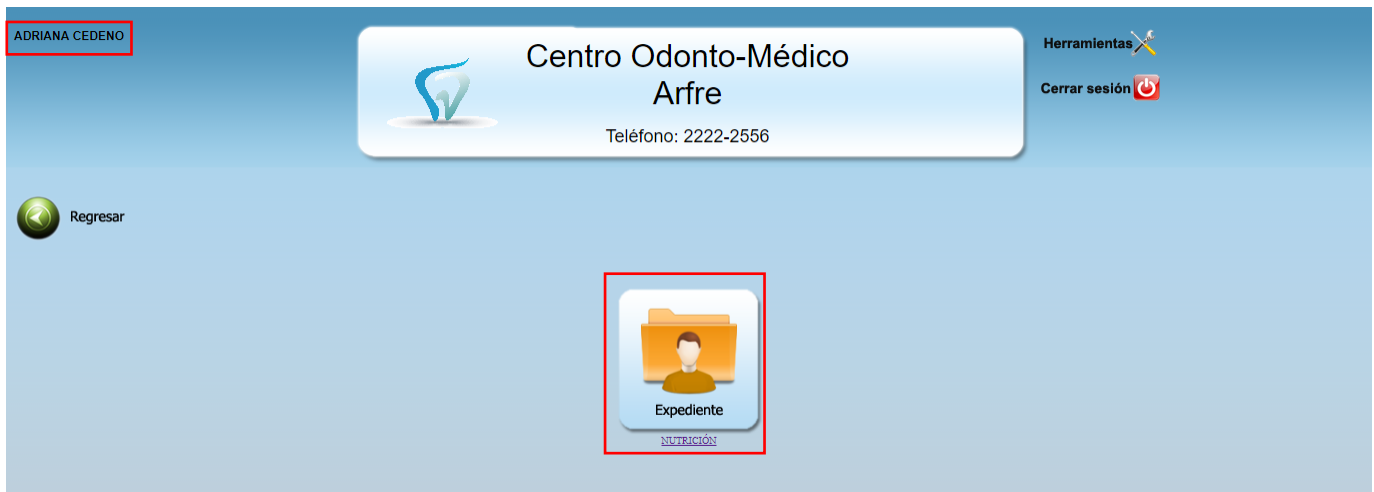 ADRIANA CEDENO
Centro Odonto-Médico
Arfre
Teléfono: 2222-2556
Herramientas
Cerrar sesión
Regresar
Expediente
NUTRICIÓN